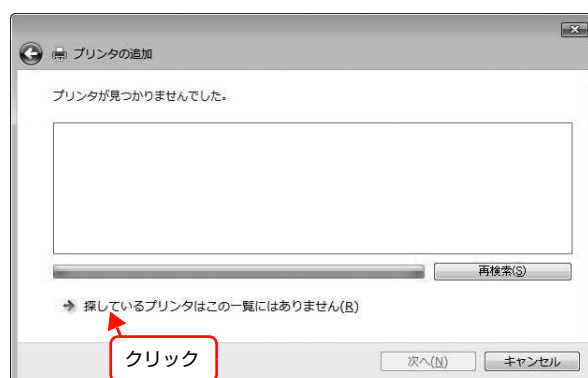 プリンタの追加
プリンタが見つかりませんでした。
再検索(S)
探しているプリンタはこの一覧にはありません(R)
クリック
次へ(N)
キャンセル